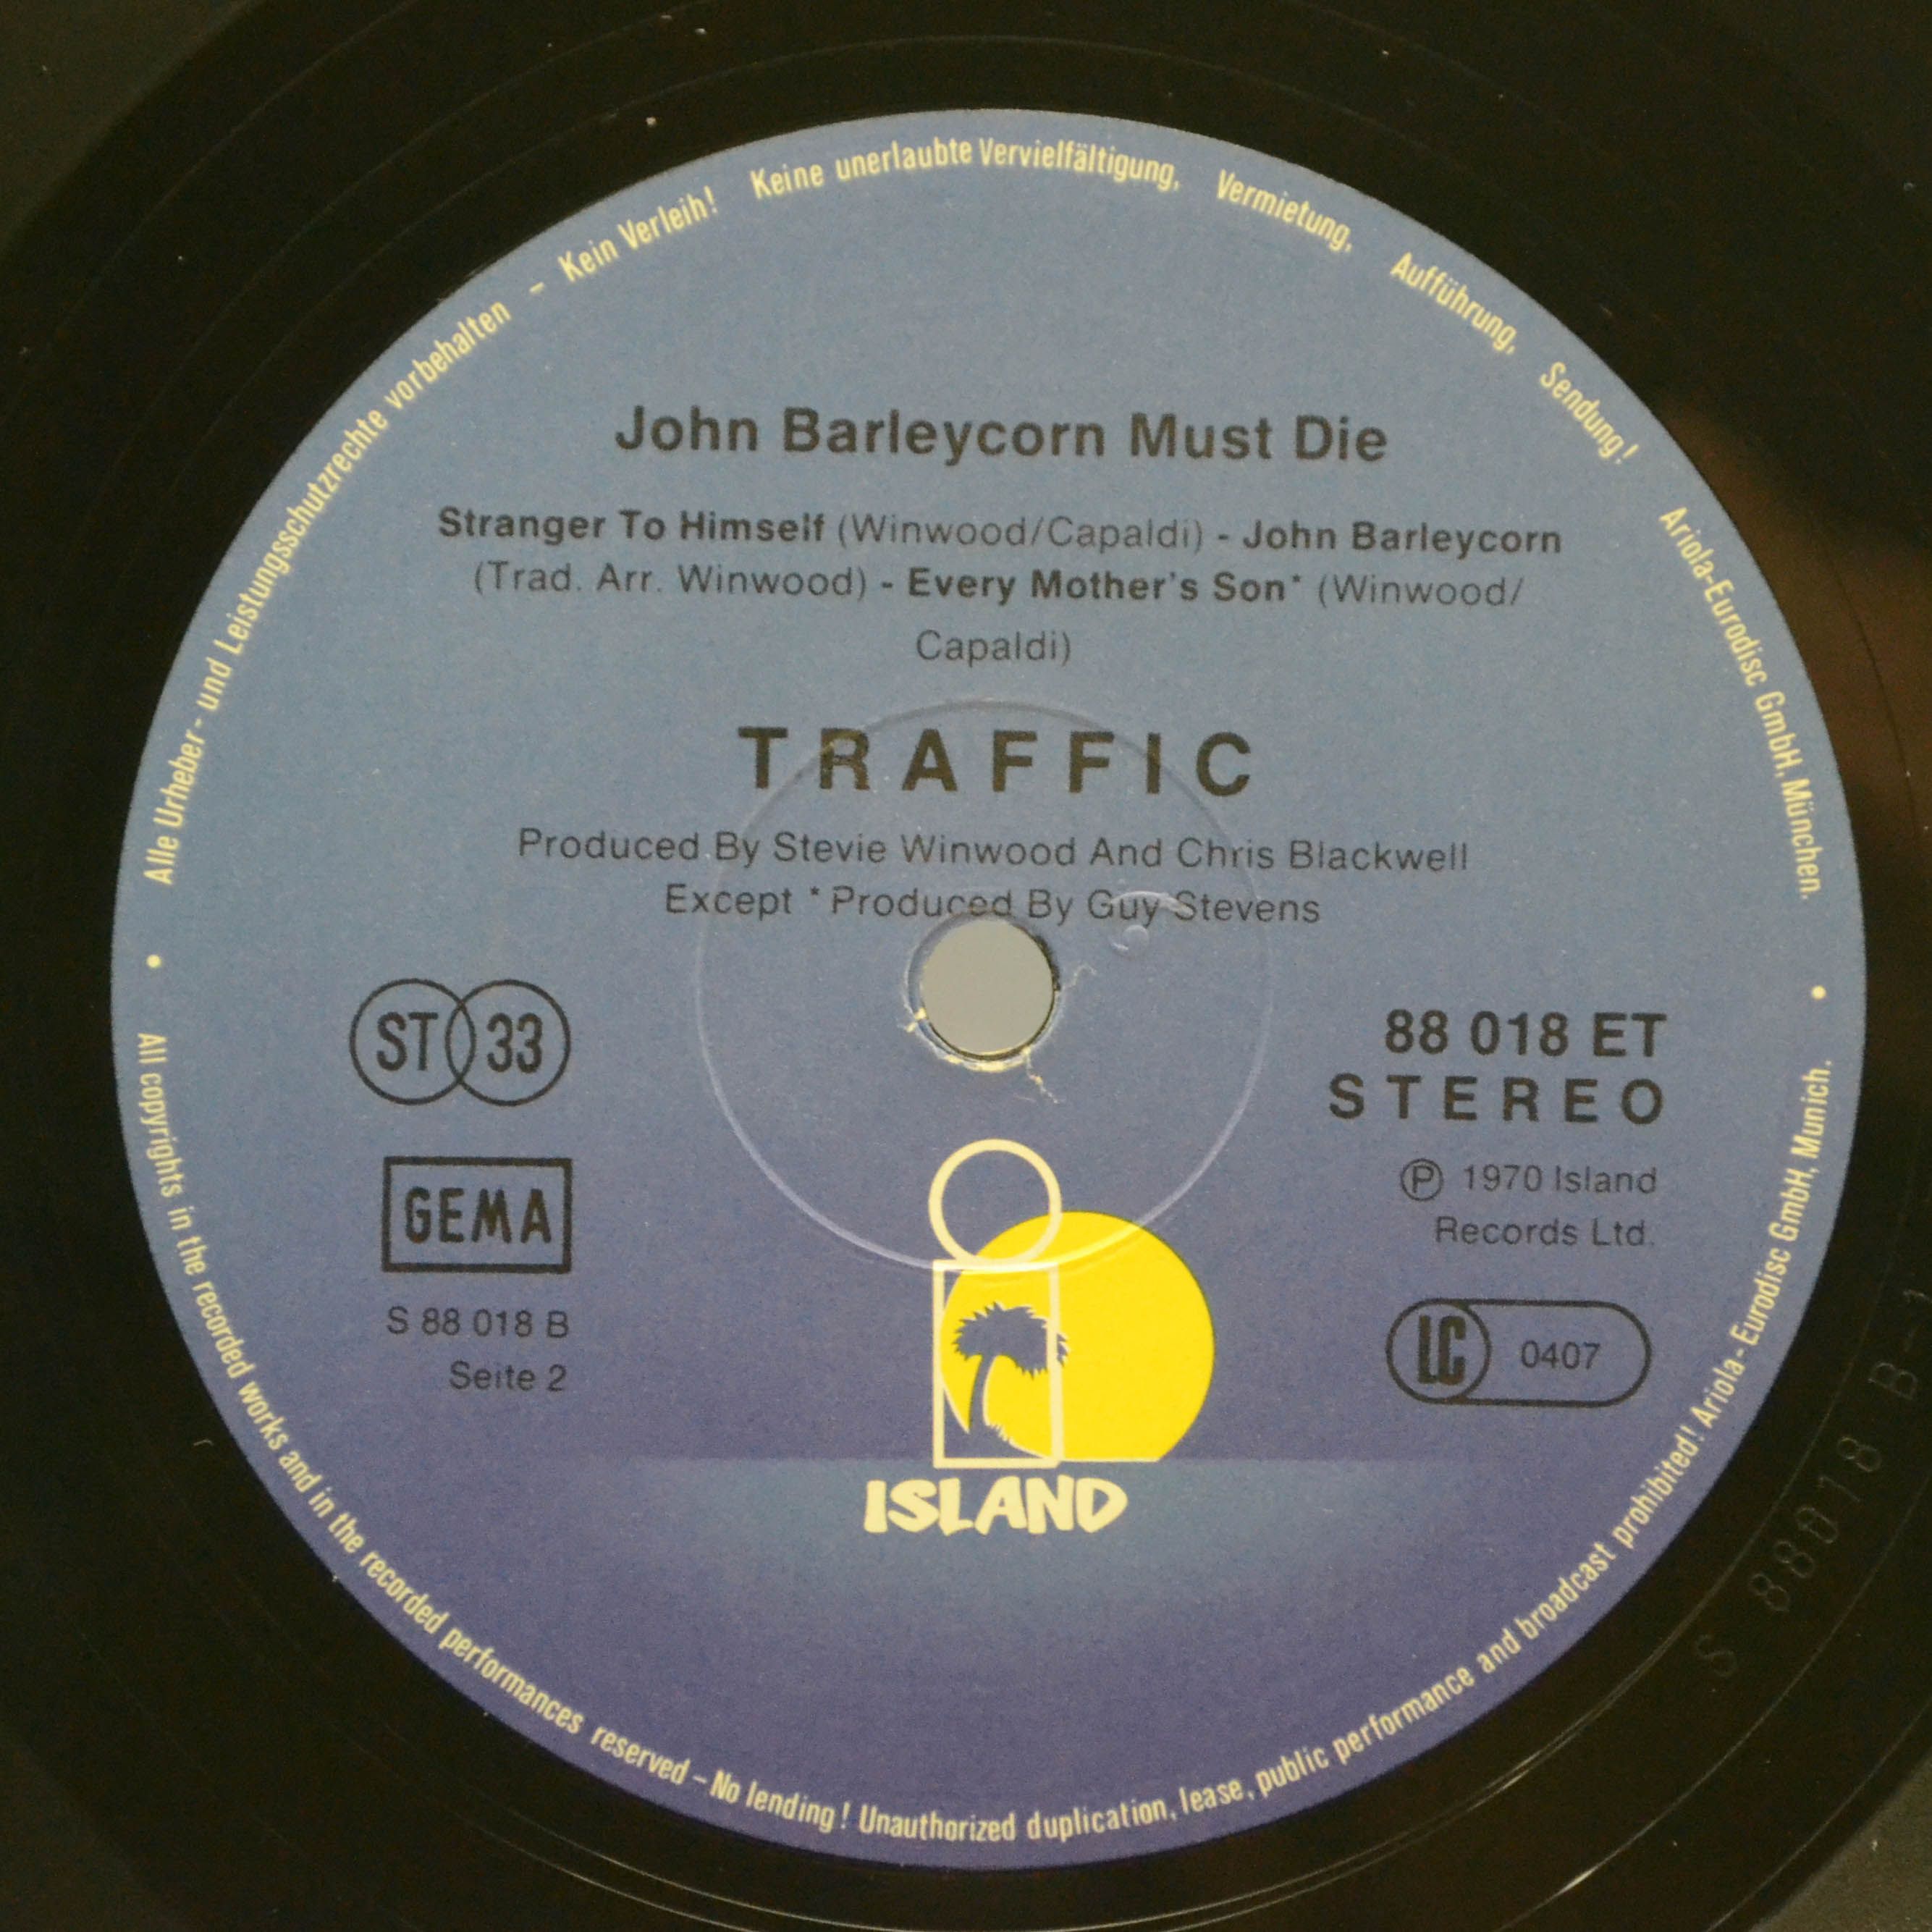 Alle Urheber- und Leistungsschutzrechte vorbehalten – Kein Verleih! Keine unerlaubte Vervielfältigung, Vermietung, Aufführung, Sendung! Ariola-Eurodisc GmbH, München.
John Barleycorn Must Die
Stranger To Himself (Winwood/Capaldi) - John Barleycorn
(Trad. Arr. Winwood) - Every Mother's Son* (Winwood/
Capaldi)
TRAFFIC
Produced By Stevie Winwood And Chris Blackwell
Except *Produced By Guy Stevens
ST 33
GEMA
S 88 018 B
Seite 2
88 018 ET
STEREO
Ⓟ 1970 Island
Records Ltd.
LC 0407
ISLAND
All copyrights in the recorded works and in the recorded performances reserved – No lending! Unauthorized duplication, lease, public performance and broadcast prohibited! Ariola-Eurodisc GmbH, Munich.
S 88018 B-1